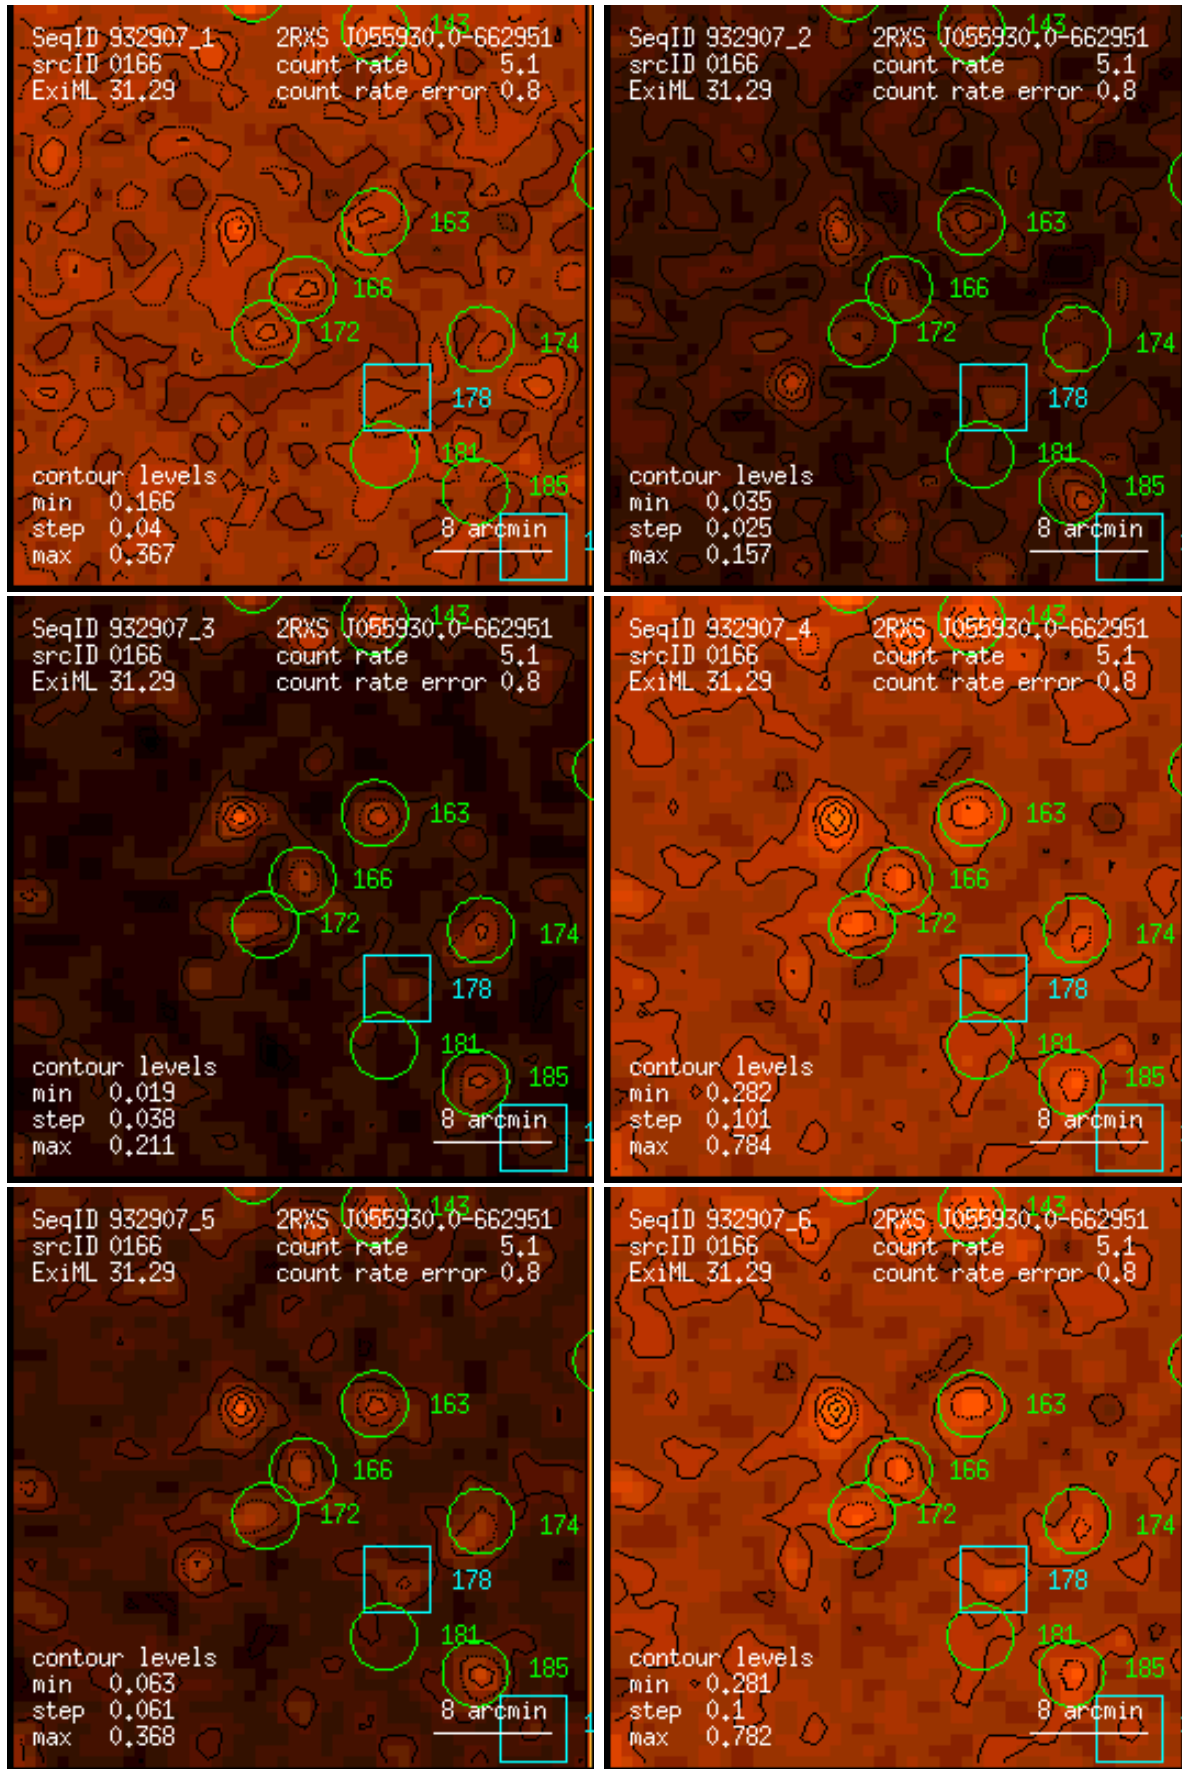 SeqID 932907_1 2RXS J055930.0-662951
143
srcID 0166 count rate 5.1
ExiML 31.29 count rate error 0.8
163
166
172
174
178
181
contour levels
185
min 0.166
step 0.04 8 arcmin
max 0.367
1
SeqID 932907_2 2RXS J055930.0-662951
143
srcID 0166 count rate 5.1
ExiML 31.29 count rate error 0.8
163
166
172
174
178
181
contour levels
185
min 0.035
step 0.025 8 arcmin
max 0.157
SeqID 932907_3 2RXS J055930.0-662951
143
srcID 0166 count rate 5.1
ExiML 31.29 count rate error 0.8
163
166
172
174
178
181
contour levels
185
min 0.019
step 0.038 8 arcmin
max 0.211
1
SeqID 932907_4 2RXS J055930.0-662951
143
srcID 0166 count rate 5.1
ExiML 31.29 count rate error 0.8
163
166
172
174
178
181
contour levels
185
min 0.282
step 0.101 8 arcmin
max 0.784
SeqID 932907_5 2RXS J055930.0-662951
143
srcID 0166 count rate 5.1
ExiML 31.29 count rate error 0.8
163
166
172
174
178
181
contour levels
185
min 0.063
step 0.061 8 arcmin
max 0.368
1
SeqID 932907_6 2RXS J055930.0-662951
143
srcID 0166 count rate 5.1
ExiML 31.29 count rate error 0.8
163
166
172
174
178
181
contour levels
185
min 0.281
step 0.1 8 arcmin
max 0.782